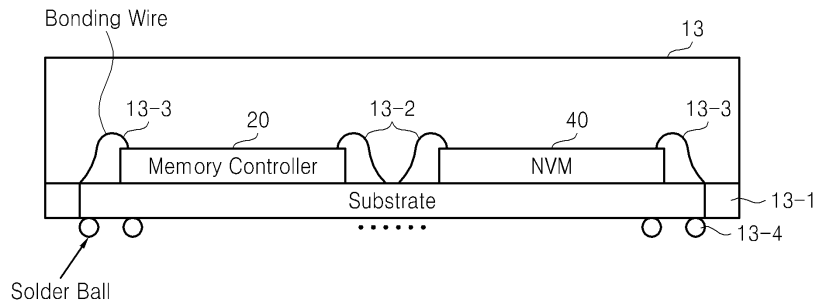 Bonding Wire
13
13-3
20
13-2
40
13-3
Memory Controller
NVM
Substrate
13-1
13-4
Solder Ball